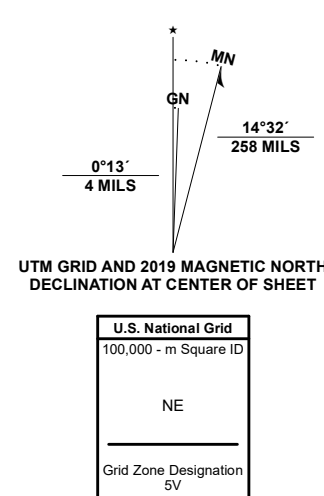 ★
MN
GN
14°32´
258 MILS
0°13´
4 MILS
UTM GRID AND 2019 MAGNETIC NORTH
DECLINATION AT CENTER OF SHEET
U.S. National Grid
100,000 - m Square ID
NE
Grid Zone Designation
5V